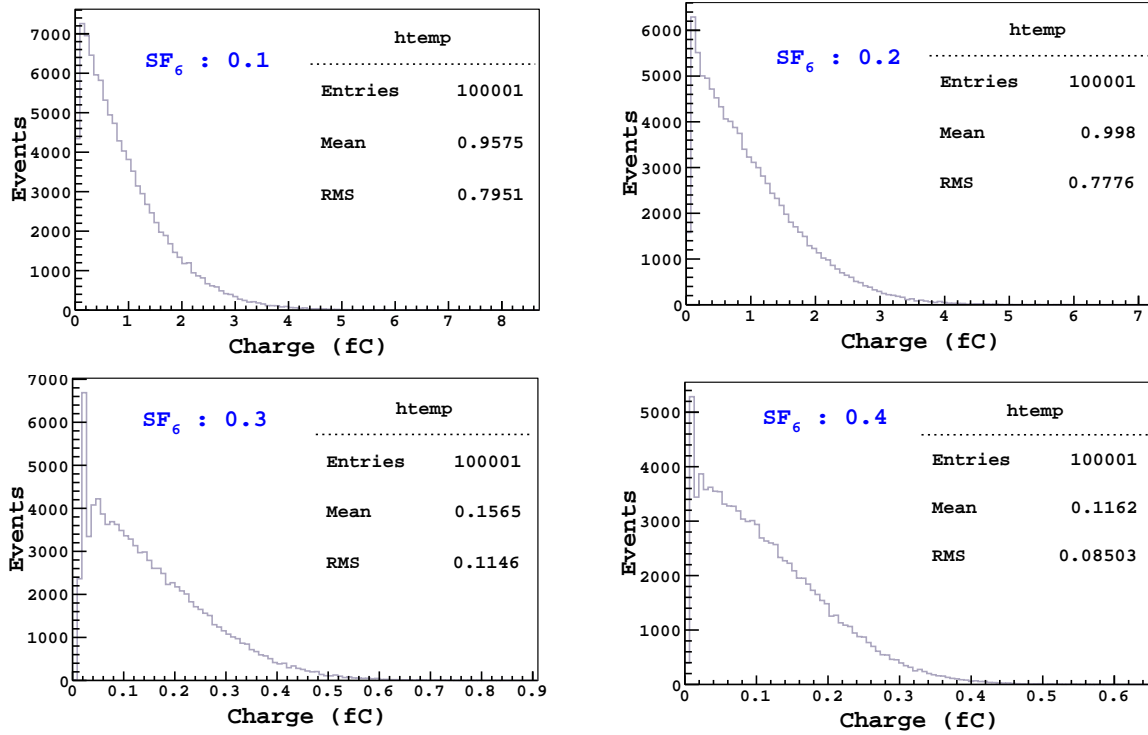 SF6 : 0.1
htemp
Entries 100001
Mean 0.9575
RMS 0.7951
Events
0
1000
2000
3000
4000
5000
6000
7000
0 1 2 3 4 5 6 7 8
Charge (fC)
SF6 : 0.2
htemp
Entries 100001
Mean 0.998
RMS 0.7776
Events
0
1000
2000
3000
4000
5000
6000
0 1 2 3 4 5 6 7
Charge (fC)
SF6 : 0.3
htemp
Entries 100001
Mean 0.1565
RMS 0.1146
Events
0
1000
2000
3000
4000
5000
6000
7000
0 0.1 0.2 0.3 0.4 0.5 0.6 0.7 0.8 0.9
Charge (fC)
SF6 : 0.4
htemp
Entries 100001
Mean 0.1162
RMS 0.08503
Events
0
1000
2000
3000
4000
5000
0 0.1 0.2 0.3 0.4 0.5 0.6
Charge (fC)